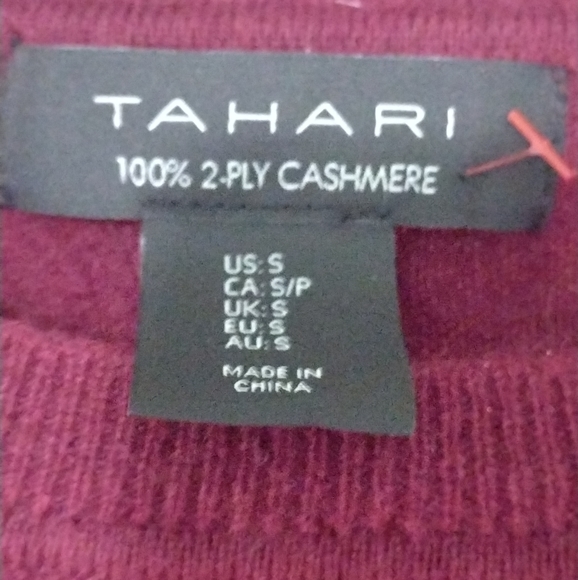 TAHARI
100% 2-PLY CASHMERE
US: S
CA: S/P
UK: S
EU: S
AU: S
MADE IN
CHINA